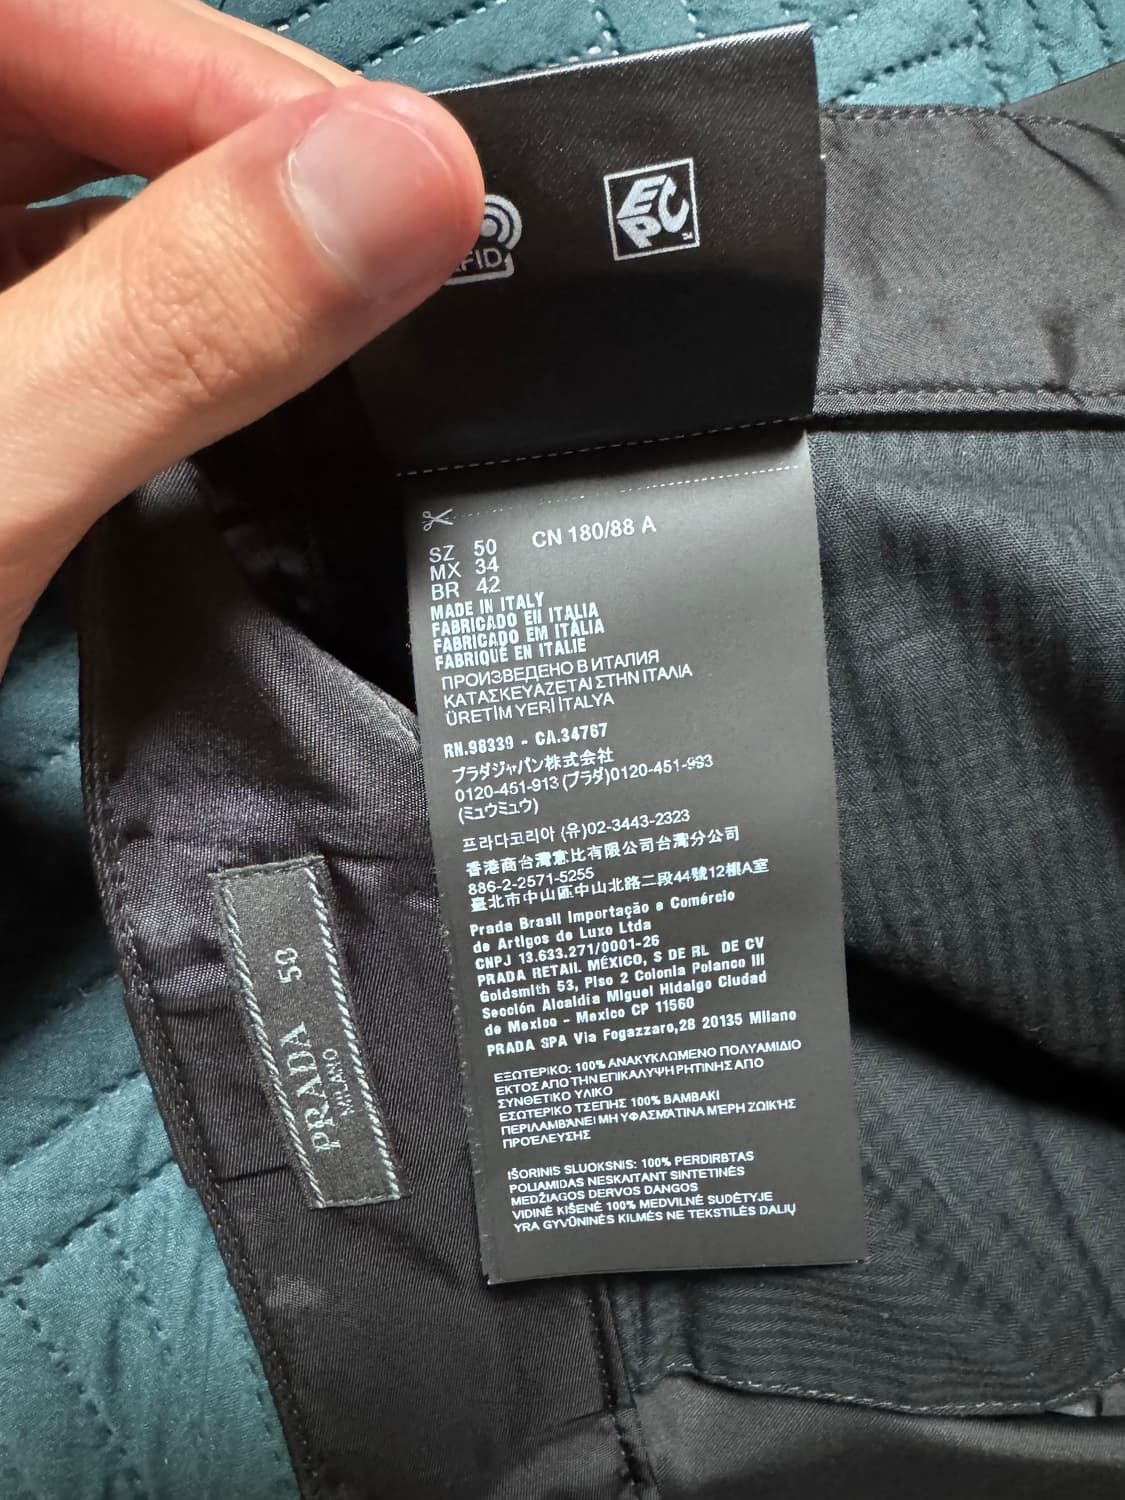 FID
EPC
SZ 50 CN 180/88 A
MX 34
BR 42
MADE IN ITALY
FABRICADO EN ITALIA
FABRICADO EM ITÁLIA
FABRIQUÉ EN ITALIE
ПРОИЗВЕДЕНО В ИТАЛИЯ
ΚΑΤΑΣΚΕΥΑΖΕΤΑΙ ΣΤΗΝ ΙΤΑΛΙΑ
ÜRETİM YERİ İTALYA
RN.98339 - CA.34767
プラダジャパン株式会社
0120-451-913 (プラダ)0120-451-993
(ミュウミュウ)
프라다코리아 (유)02-3443-2323
香港商台灣意比有限公司台灣分公司
886-2-2571-5255
臺北市中山區中山北路二段44號12樓A室
Prada Brasil Importação e Comércio
de Artigos de Luxo Ltda
CNPJ 13.633.271/0001-26
PRADA RETAIL MÉXICO, S DE RL DE CV
Goldsmith 53, Piso 2 Colonia Polanco III
Sección Alcaldía Miguel Hidalgo Ciudad
de Mexico - Mexico CP 11560
PRADA SPA Via Fogazzaro,28 20135 Milano
ΕΞΩΤΕΡΙΚΟ: 100% ΑΝΑΚΥΚΛΩΜΕΝΟ ΠΟΛΥΑΜΙΔΙΟ
ΕΚΤΟΣ ΑΠΟ ΤΗΝ ΕΠΙΚΑΛΥΨΗ ΡΗΤΙΝΗΣ ΑΠΟ
ΣΥΝΘΕΤΙΚΟ ΥΛΙΚΟ
ΕΣΩΤΕΡΙΚΟ ΤΣΕΠΗΣ 100% ΒΑΜΒΑΚΙ
ΠΕΡΙΛΑΜΒΑΝΕΙ ΜΗ ΥΦΑΣΜΑΤΙΝΑ ΜΕΡΗ ΖΩΙΚΗΣ
ΠΡΟΕΛΕΥΣΗΣ
IŠORINIS SLUOKSNIS: 100% PERDIRBTAS
POLIAMIDAS NESKAITANT SINTETINĖS
MEDŽIAGOS DERVOS DANGOS
VIDINĖ KIŠENĖ 100% MEDVILNĖ SUDĖTYJE
YRA GYVŪNINĖS KILMĖS NE TEKSTILĖS DALIŲ
PRADA 50
MILANO